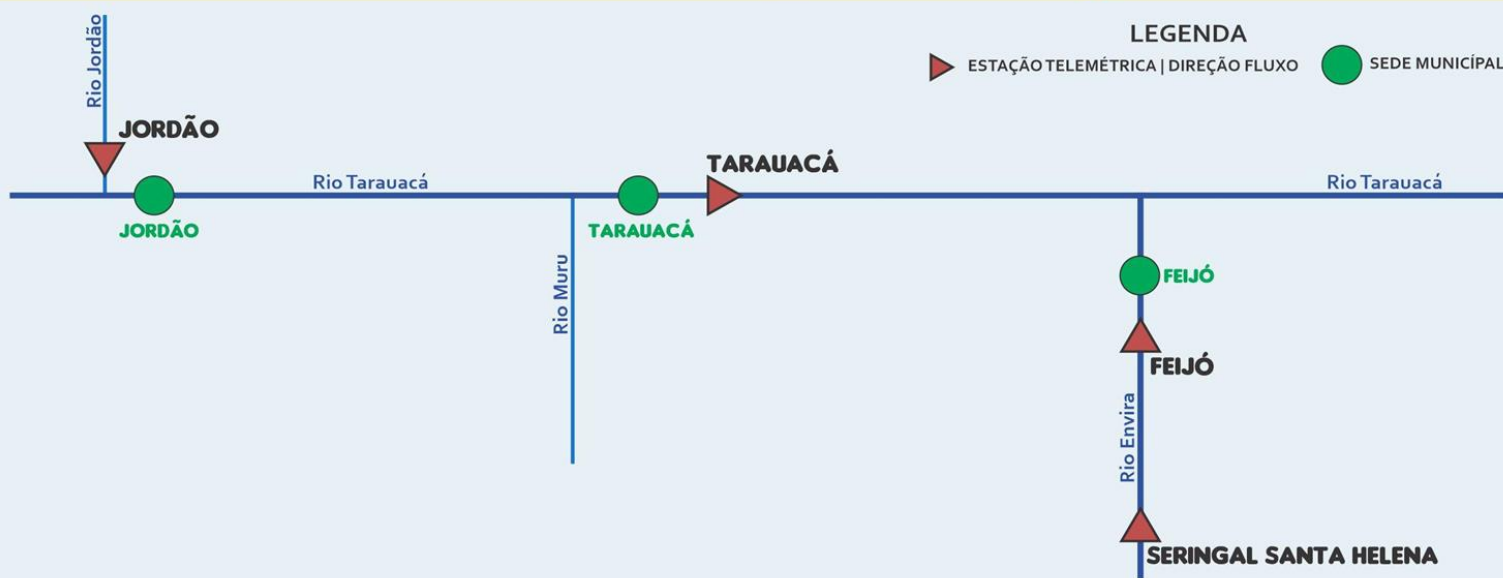 Rio Jordão
LEGENDA
ESTAÇÃO TELEMÉTRICA | DIREÇÃO FLUXO
SEDE MUNICÍPAL
JORDÃO
TARAUACÁ
Rio Tarauacá
Rio Tarauacá
JORDÃO
TARAUACÁ
Rio Muru
FEIJÓ
FEIJÓ
Rio Envira
SERINGAL SANTA HELENA